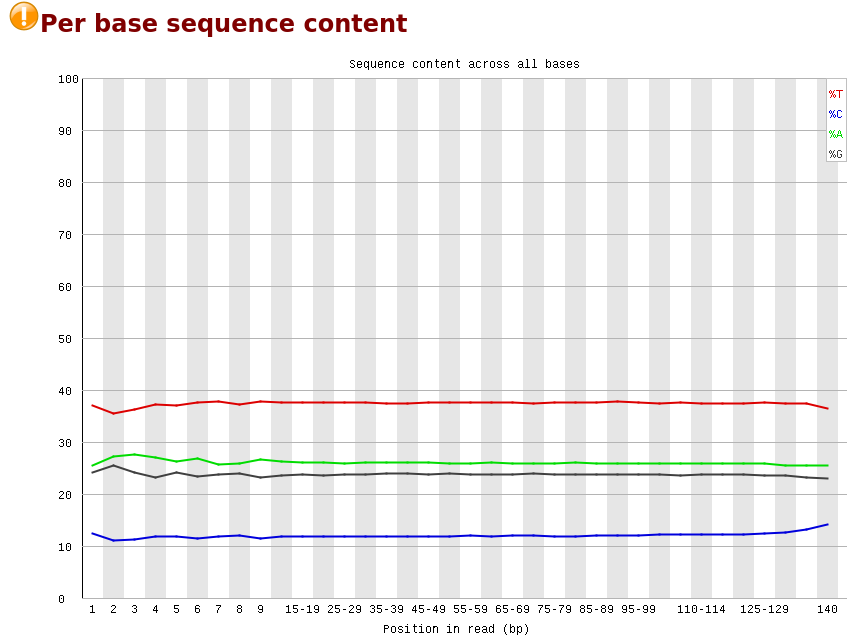 !Per base sequence content
Sequence content across all bases
100
90
80
70
60
50
40
30
20
10
0
%T
%C
%A
%G
1 2 3 4 5 6 7 8 9 15-19 25-29 35-39 45-49 55-59 65-69 75-79 85-89 95-99 110-114 125-129 140
Position in read (bp)